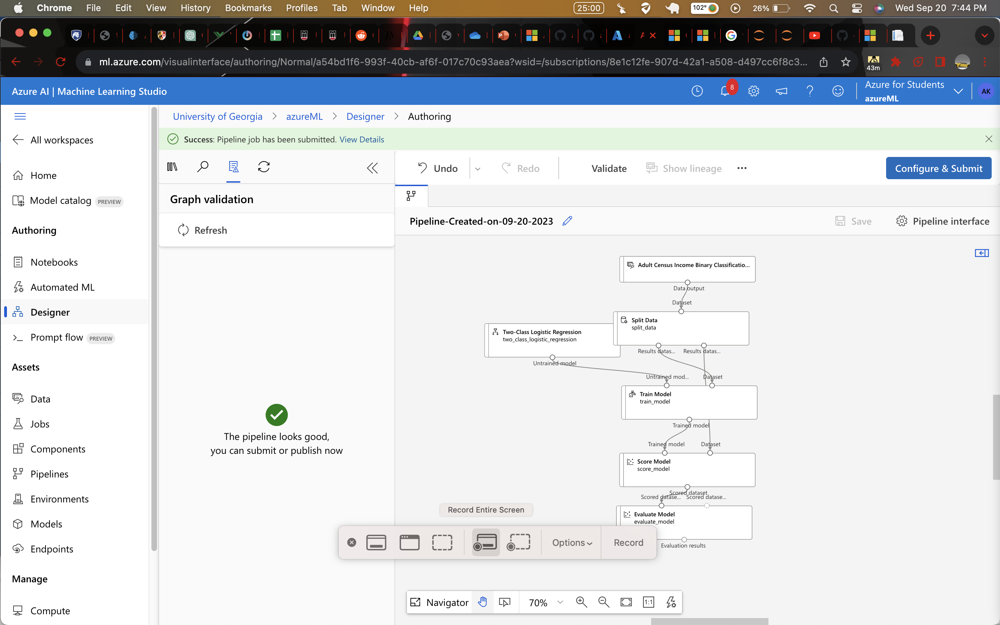 Chrome File Edit View History Bookmarks Profiles Tab Window Help 25:00 102° 26% Wed Sep 20 7:44 PM
ml.azure.com/visualinterface/authoring/Normal/a54bd1f6-993f-40cb-af6f-017c70c93aea?wsid=/subscriptions/8e1c12fe-907d-42a1-a508-d497cc6f8c3... 43m
Azure AI | Machine Learning Studio
8
Azure for Students
azureML
AK
All workspaces
Home
Model catalog PREVIEW
Authoring
Notebooks
Automated ML
Designer
Prompt flow PREVIEW
Assets
Data
Jobs
Components
Pipelines
Environments
Models
Endpoints
Manage
Compute
University of Georgia > azureML > Designer > Authoring
Success: Pipeline job has been submitted. View Details
Undo Redo Validate Show lineage ... Configure & Submit
Graph validation
Refresh
The pipeline looks good,
you can submit or publish now
Pipeline-Created-on-09-20-2023
Save Pipeline interface
Adult Census Income Binary Classificatio...
Data output
Dataset
Split Data
split_data
Two-Class Logistic Regression
two_class_logistic_regression
Results datas... Results datas...
Untrained model
Untrained mod... Dataset
Train Model
train_model
Trained model
Trained model Dataset
Score Model
score_model
Scored dataset
Scored datase... Scored datase...
Evaluate Model
evaluate_model
Evaluation results
Record Entire Screen
Options Record
Navigator 70% 1:1